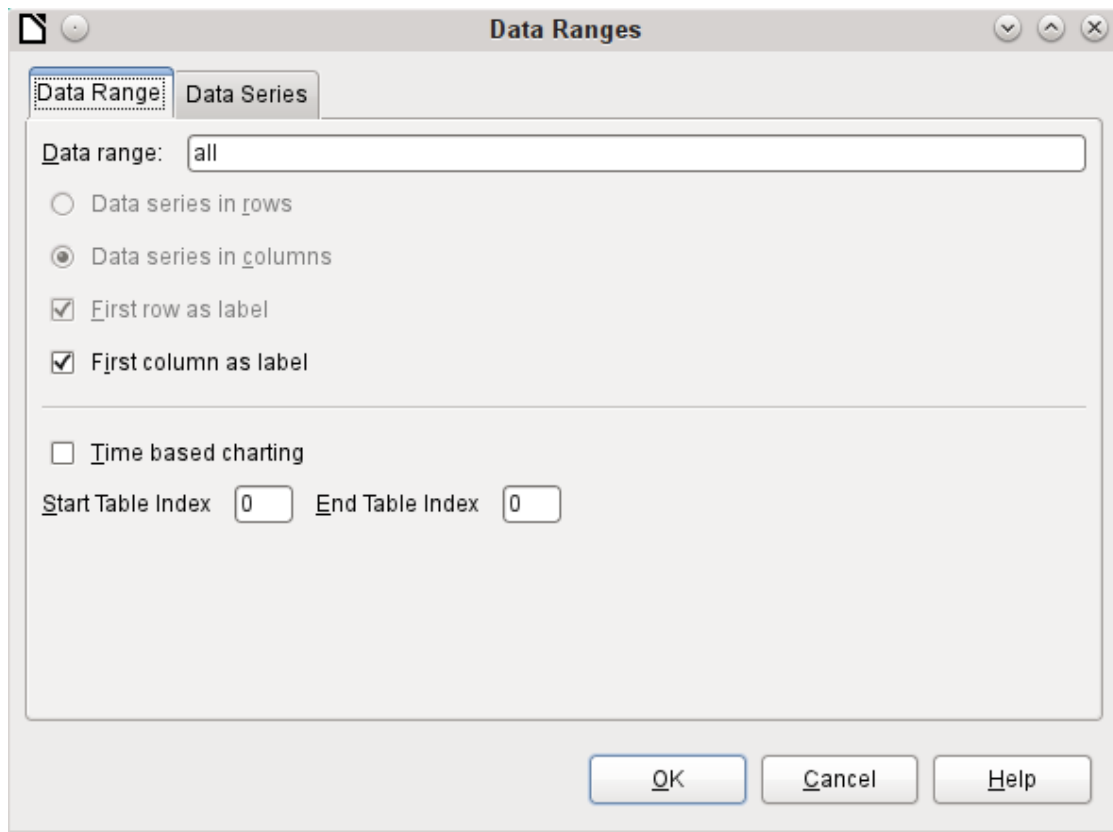 Data Ranges
Data Range Data Series
Data range: all
Data series in rows
Data series in columns
First row as label
First column as label
Time based charting
Start Table Index 0 End Table Index 0
OK Cancel Help